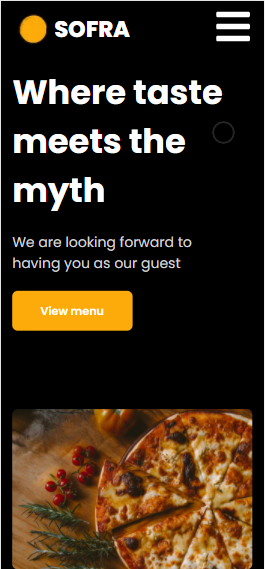 SOFRA
Where taste
meets the
myth
We are looking forward to
having you as our guest
View menu